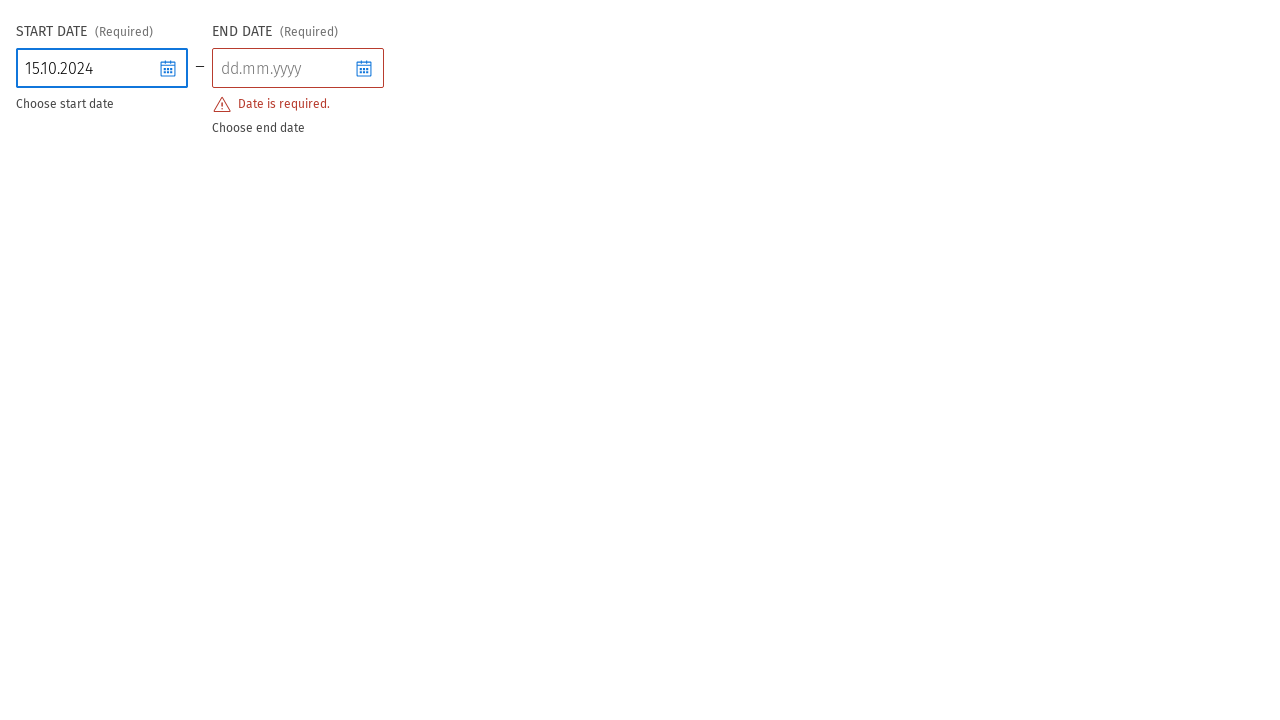 START DATE (Required)
15.10.2024
Choose start date
–
END DATE (Required)
dd.mm.yyyy
Date is required.
Choose end date